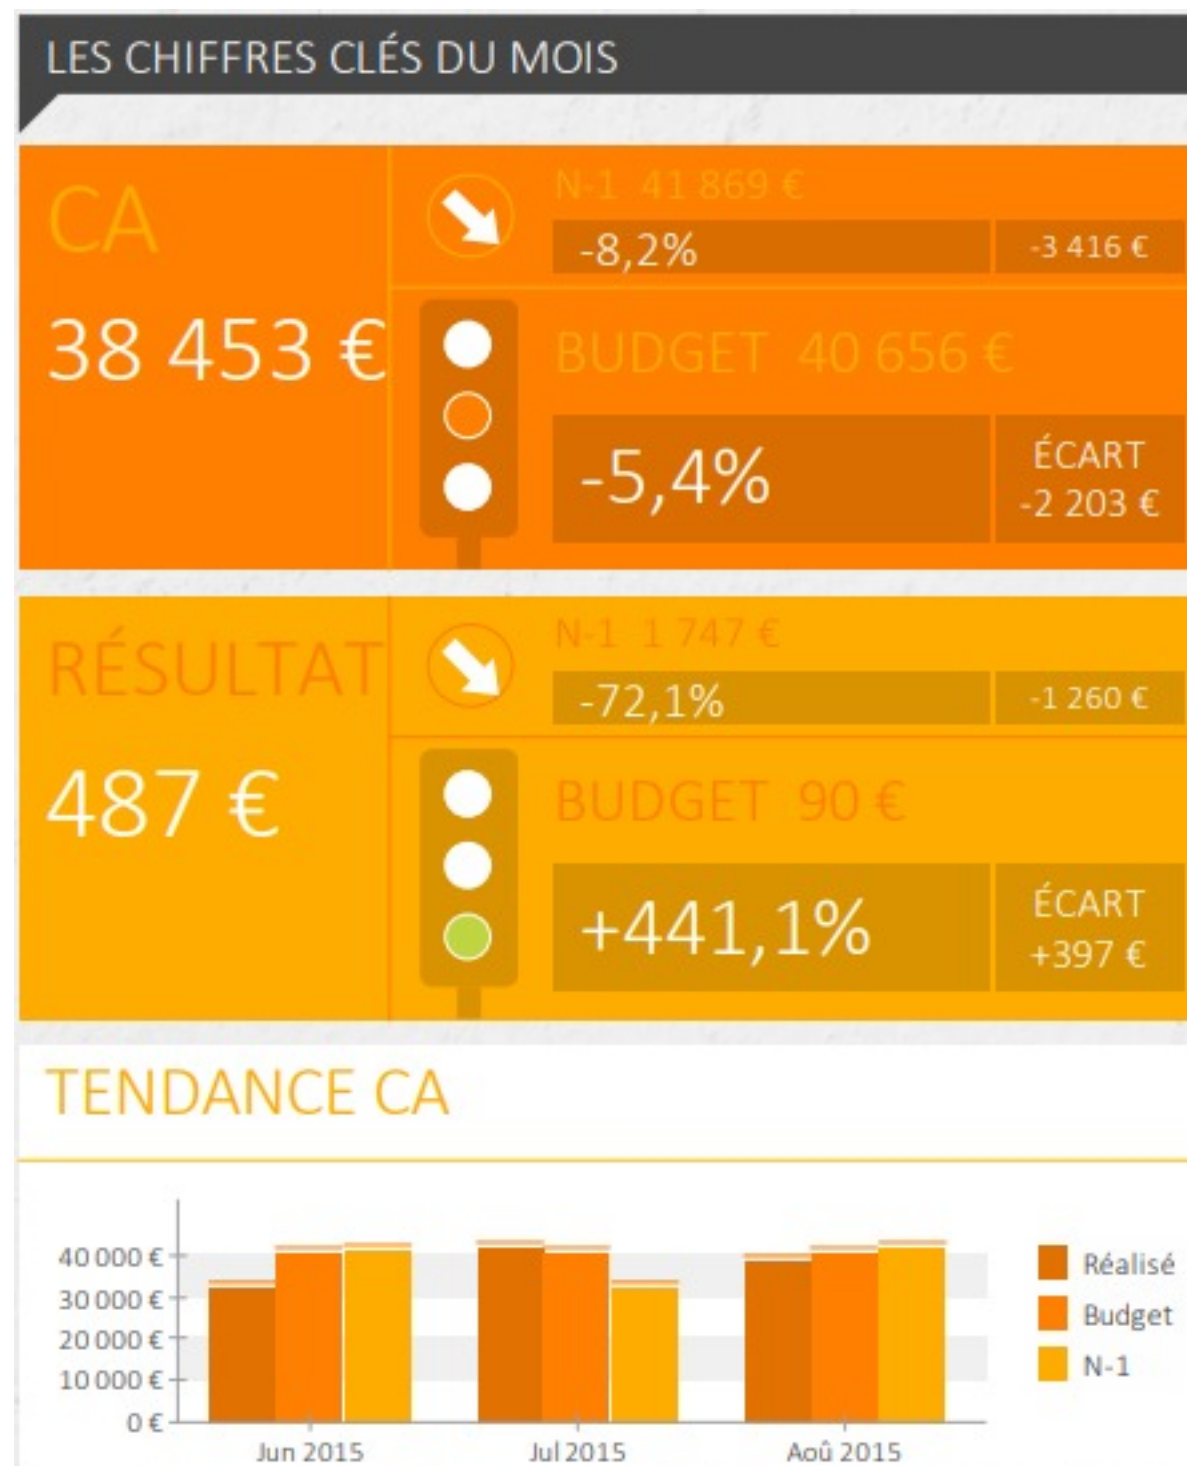 LES CHIFFRES CLÉS DU MOIS
CA
38 453 €
N-1 41 869 €
-8,2%
-3 416 €
BUDGET 40 656 €
-5,4%
ÉCART
-2 203 €
RÉSULTAT
487 €
N-1 1 747 €
-72,1%
-1 260 €
BUDGET 90 €
+441,1%
ÉCART
+397 €
TENDANCE CA
40 000 €
30 000 €
20 000 €
10 000 €
0 €
Jun 2015
Jul 2015
Aoû 2015
Réalisé
Budget
N-1